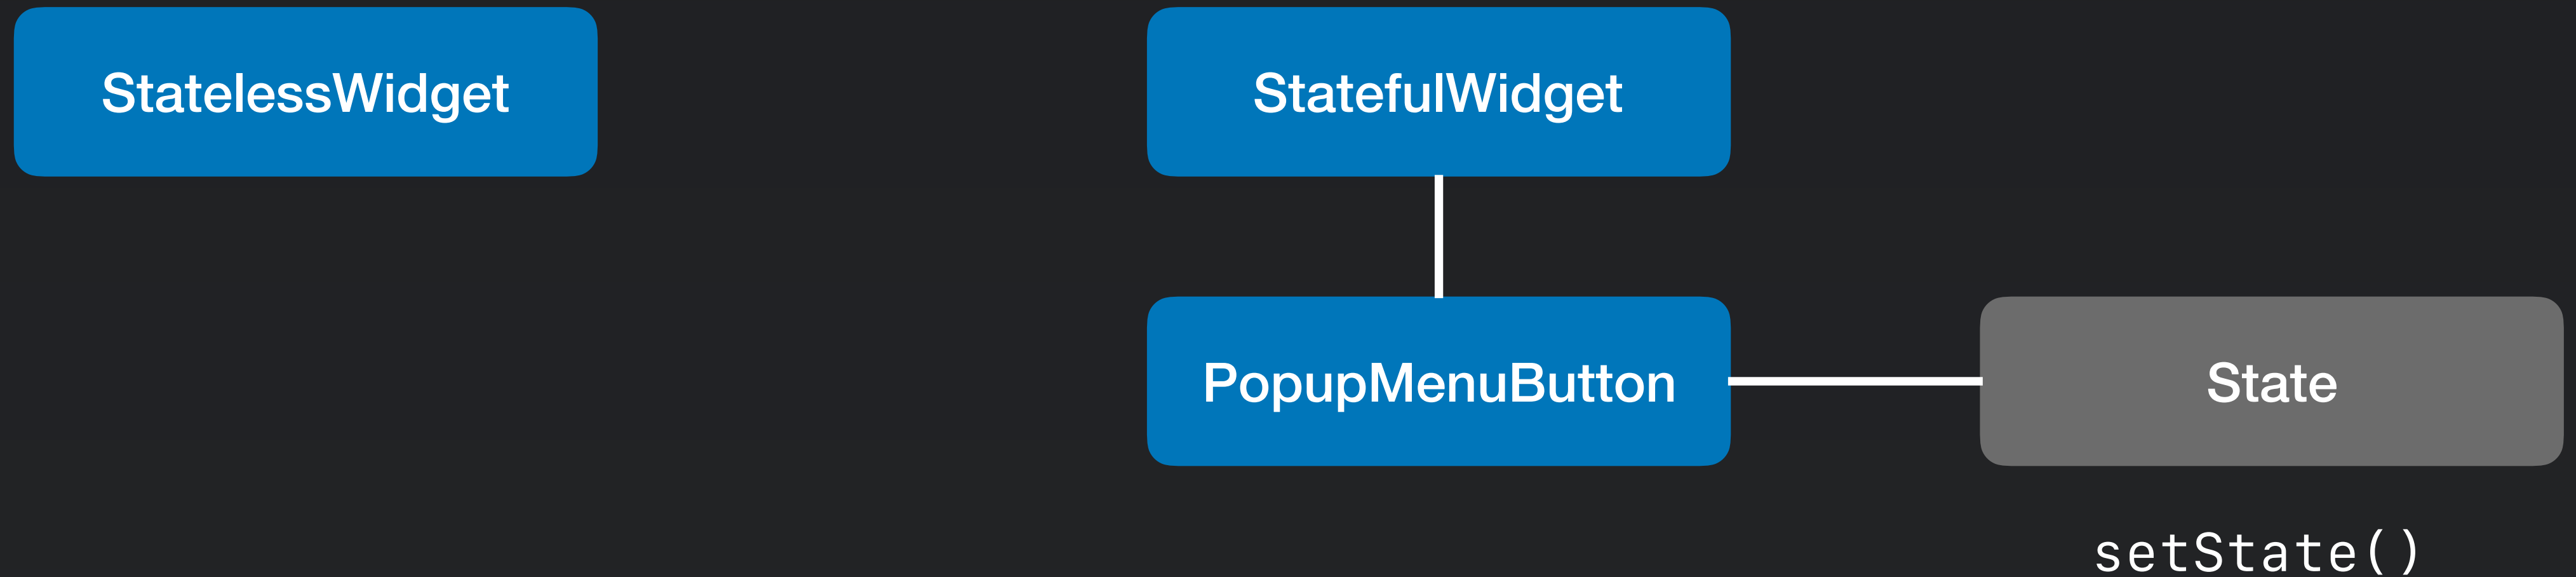 StatelessWidget
StatefulWidget
PopupMenuButton
State
setState()